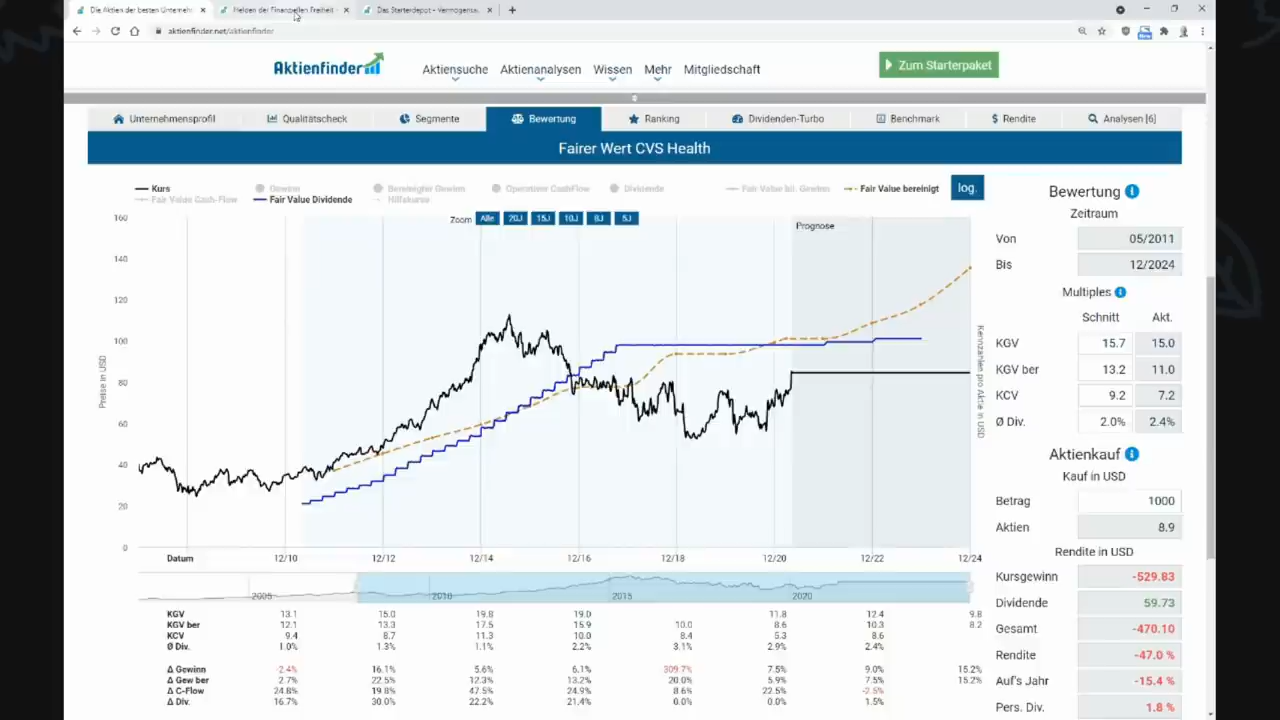 Die Aktien der besten Unterneh
Helden der Finanziellen Freiheit -
Das Starterdepot - Vermögensa
aktienfinder.net/aktienfinder
Aktienfinder
Aktiensuche Aktienanalysen Wissen Mehr Mitgliedschaft
Zum Starterpaket
Unternehmensprofil Qualitätscheck Segmente Bewertung Ranking Dividenden-Turbo Benchmark $ Rendite Analysen [6]
Fairer Wert CVS Health
Kurs Gewinn Bereinigter Gewinn Operativer CashFlow Dividende Fair Value bil. Gewinn Fair Value bereinigt
Fair Value Cash-Flow Fair Value Dividende Hilfskurve
log.
Zoom Alle 20J 15J 10J 8J 5J
Prognose
160
140
120
100
80
60
40
20
0
Preise in USD
Kennzahlen pro Aktie in USD
Datum 12/10 12/12 12/14 12/16 12/18 12/20 12/22 12/24
2005 2010 2015 2020
KGV 13.1 15.0 19.8 19.0 11.8 12.4 9.8
KGV ber 12.1 13.3 17.5 15.9 10.0 8.6 10.3 8.2
KCV 9.4 8.7 11.3 10.0 8.4 5.3 8.6
Ø Div. 1.0% 1.3% 1.1% 2.2% 3.1% 2.9% 2.4%
Δ Gewinn -2.4% 16.1% 5.6% 6.1% 309.7% 7.5% 9.0% 15.2%
Δ Gew ber 2.7% 22.5% 12.3% 13.2% 20.0% 5.9% 7.5% 15.2%
Δ C-Flow 24.8% 19.8% 47.5% 24.9% 8.6% 22.5% -2.5%
Δ Div. 16.7% 30.0% 22.2% 21.4% 0.0% 0.0% 1.5%
Bewertung
Zeitraum
Von 05/2011
Bis 12/2024
Multiples
Schnitt Akt.
KGV 15.7 15.0
KGV ber 13.2 11.0
KCV 9.2 7.2
Ø Div. 2.0% 2.4%
Aktienkauf
Kauf in USD
Betrag 1000
Aktien 8.9
Rendite in USD
Kursgewinn -529.83
Dividende 59.73
Gesamt -470.10
Rendite -47.0 %
Auf's Jahr -15.4 %
Pers. Div. 1.8 %